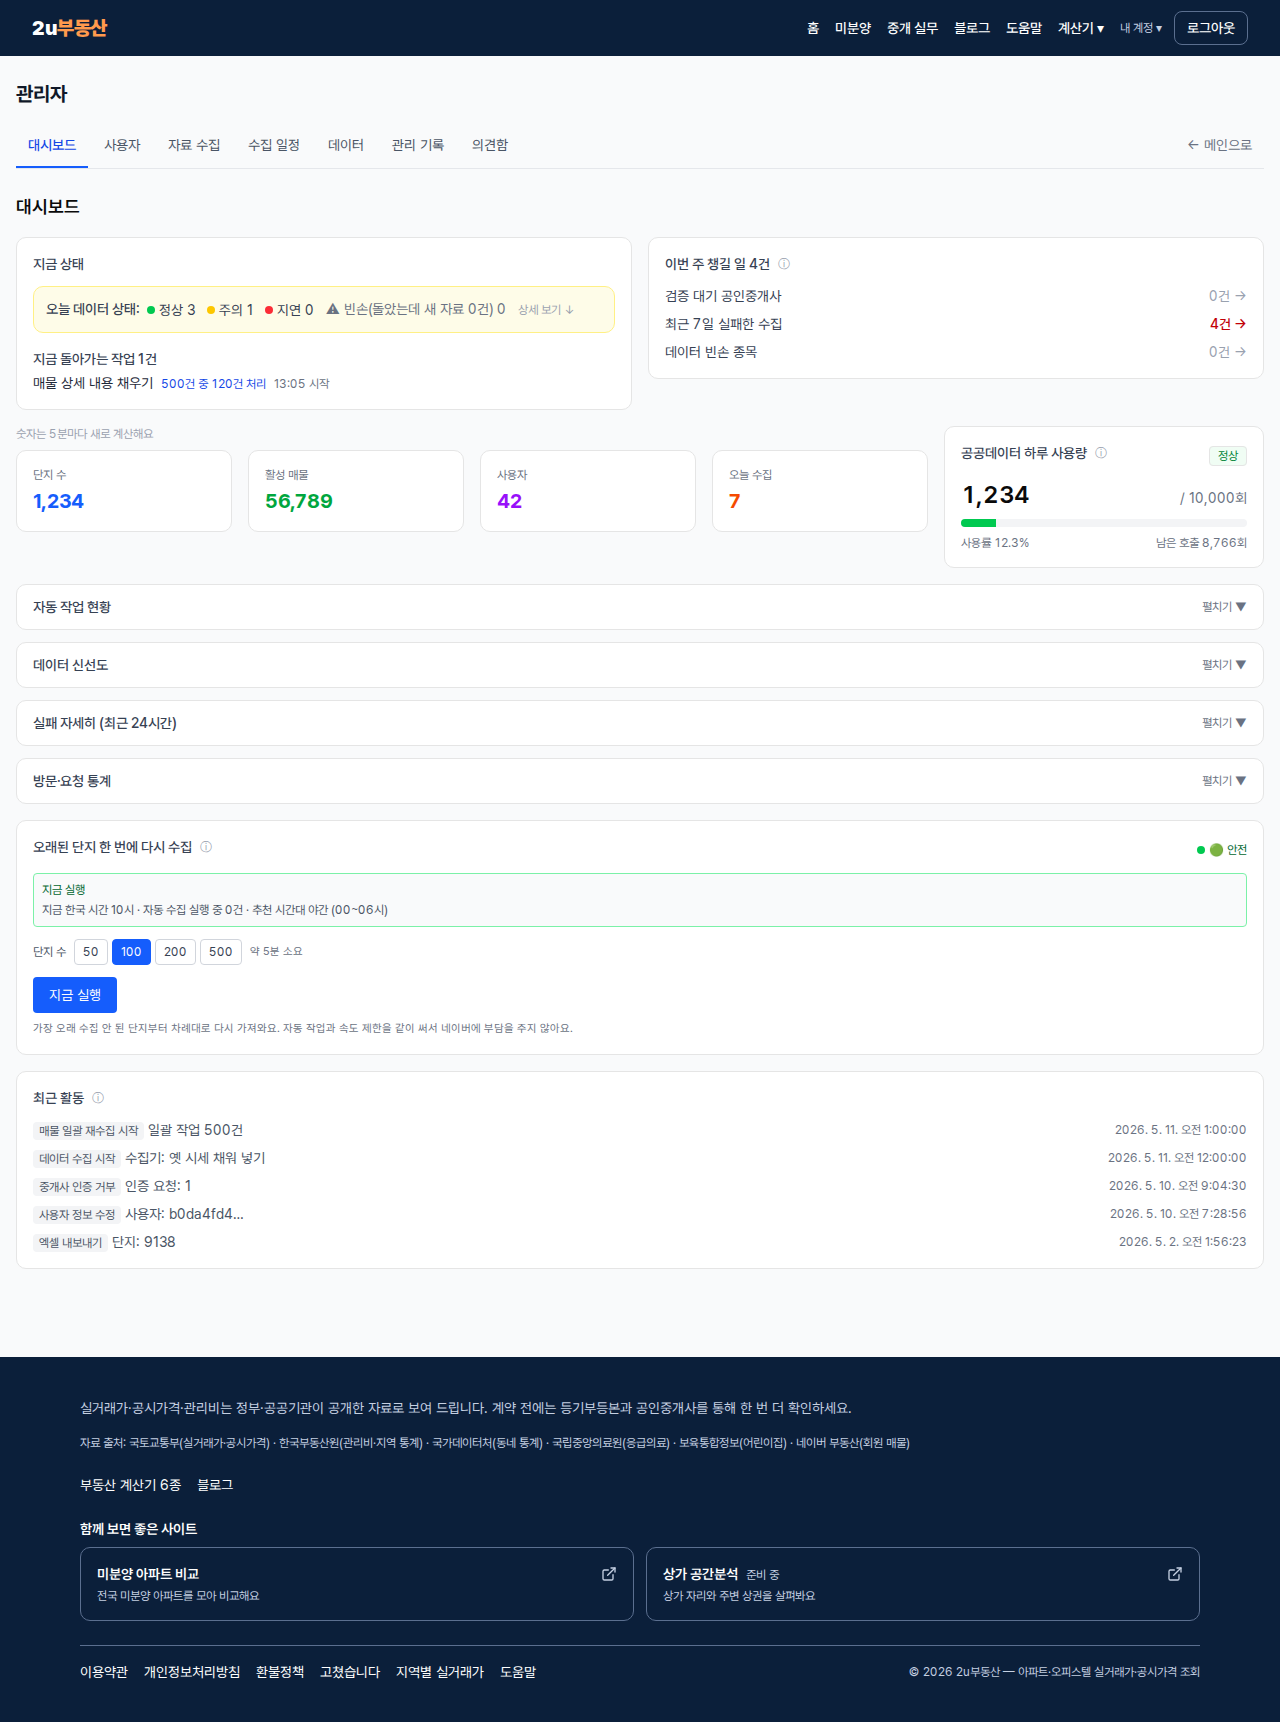 2u부동산
홈 미분양 중개 실무 블로그 도움말 계산기 ▾ 내 계정 ▾ 로그아웃
관리자
대시보드 사용자 자료 수집 수집 일정 데이터 관리 기록 의견함 ← 메인으로
대시보드
지금 상태
오늘 데이터 상태: 정상 3 주의 1 지연 0 ⚠ 빈손(돌았는데 새 자료 0건) 0 상세 보기 ↓
지금 돌아가는 작업 1건
매물 상세 내용 채우기 500건 중 120건 처리 13:05 시작
이번 주 챙길 일 4건 ⓘ
검증 대기 공인중개사 0건 →
최근 7일 실패한 수집 4건 →
데이터 빈손 종목 0건 →
숫자는 5분마다 새로 계산해요
단지 수
1,234
활성 매물
56,789
사용자
42
오늘 수집
7
공공데이터 하루 사용량 ⓘ 정상
1,234 / 10,000회
사용률 12.3% 남은 호출 8,766회
자동 작업 현황 펼치기 ▼
데이터 신선도 펼치기 ▼
실패 자세히 (최근 24시간) 펼치기 ▼
방문·요청 통계 펼치기 ▼
오래된 단지 한 번에 다시 수집 ⓘ 안전
지금 실행
지금 한국 시간 10시 · 자동 수집 실행 중 0건 · 추천 시간대 야간 (00~06시)
단지 수 50 100 200 500 약 5분 소요
지금 실행
가장 오래 수집 안 된 단지부터 차례대로 다시 가져와요. 자동 작업과 속도 제한을 같이 써서 네이버에 부담을 주지 않아요.
최근 활동 ⓘ
매물 일괄 재수집 시작 일괄 작업 500건 2026. 5. 11. 오전 1:00:00
데이터 수집 시작 수집기: 옛 시세 채워 넣기 2026. 5. 11. 오전 12:00:00
중개사 인증 거부 인증 요청: 1 2026. 5. 10. 오전 9:04:30
사용자 정보 수정 사용자: b0da4fd4... 2026. 5. 10. 오전 7:28:56
엑셀 내보내기 단지: 9138 2026. 5. 2. 오전 1:56:23
실거래가·공시가격·관리비는 정부·공공기관이 공개한 자료로 보여 드립니다. 계약 전에는 등기부등본과 공인중개사를 통해 한 번 더 확인하세요.
자료 출처: 국토교통부(실거래가·공시가격) · 한국부동산원(관리비·지역 통계) · 국가데이터처(동네 통계) · 국립중앙의료원(응급의료) · 보육통합정보(어린이집) · 네이버 부동산(회원 매물)
부동산 계산기 6종 블로그
함께 보면 좋은 사이트
미분양 아파트 비교
전국 미분양 아파트를 모아 비교해요
상가 공간분석 준비 중
상가 자리와 주변 상권을 살펴봐요
이용약관 개인정보처리방침 환불정책 고쳤습니다 지역별 실거래가 도움말 © 2026 2u부동산 — 아파트·오피스텔 실거래가·공시가격 조회